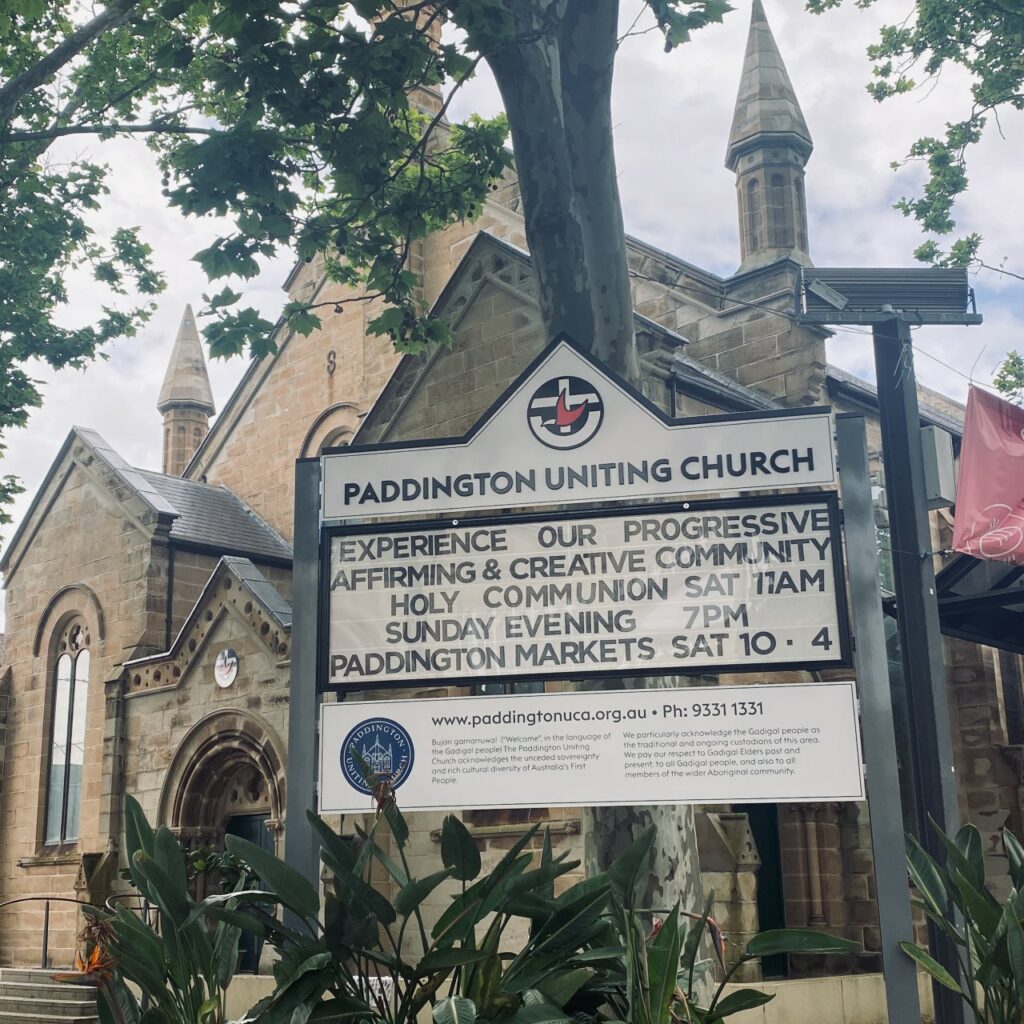 PADDINGTON UNITING CHURCH
EXPERIENCE OUR PROGRESSIVE
AFFIRMING & CREATIVE COMMUNITY
HOLY COMMUNION SAT 11AM
SUNDAY EVENING 7PM
PADDINGTON MARKETS SAT 10 - 4
www.paddingtonuca.org.au • Ph: 9331 1331
Bujari gamarruwa! ("Welcome", in the language of
the Gadigal people) The Paddington Uniting
Church acknowledges the unceded sovereignty
and rich cultural diversity of Australia's First
People.
We particularly acknowledge the Gadigal people as
the traditional and ongoing custodians of this area.
We pay our respect to Gadigal Elders past and
present, to all Gadigal people, and also to all
members of the wider Aboriginal community.
PADDINGTON
UNITING CHURCH